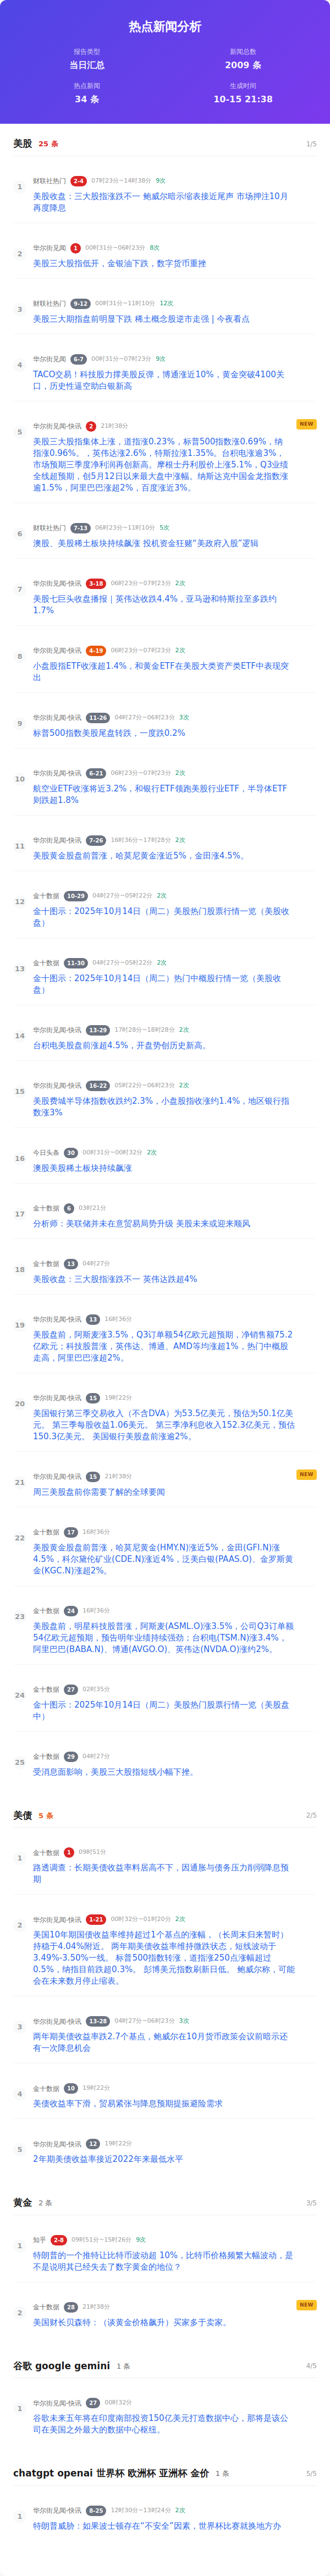 热点新闻分析
报告类型
新闻总数
当日汇总
2009 条
热点新闻
生成时间
34 条
10-15 21:38
美股 25 条 1/5
1
财联社热门 2-4 07时23分~14时38分 9次
美股收盘：三大股指涨跌不一 鲍威尔暗示缩表接近尾声 市场押注10月
再度降息
2
华尔街见闻 1 00时31分~06时23分 8次
美股三大股指低开，金银油下跌，数字货币重挫
3
财联社热门 9-12 00时31分~11时10分 12次
美股三大期指盘前明显下跌 稀土概念股逆市走强 | 今夜看点
4
华尔街见闻 6-7 00时31分~07时23分 9次
TACO交易！科技股力撑美股反弹，博通涨近10%，黄金突破4100关
口，历史性逼空助白银新高
5
华尔街见闻-快讯 2 21时38分
NEW
美股三大股指集体上涨，道指涨0.23%，标普500指数涨0.69%，纳
指涨0.96%。，英伟达涨2.6%，特斯拉涨1.35%。台积电涨逾3%，
市场预期三季度净利润再创新高。摩根士丹利股价上涨5.1%，Q3业绩
全线超预期，创5月12日以来最大盘中涨幅。纳斯达克中国金龙指数涨
逾1.5%，阿里巴巴涨超2%，百度涨近3%。
6
财联社热门 7-13 06时23分~11时10分 5次
澳股、美股稀土板块持续飙涨 投机资金狂赌“美政府入股”逻辑
7
华尔街见闻-快讯 3-18 06时23分~07时23分 2次
美股七巨头收盘播报｜英伟达收跌4.4%，亚马逊和特斯拉至多跌约
1.7%
8
华尔街见闻-快讯 4-19 06时23分~07时23分 2次
小盘股指ETF收涨超1.4%，和黄金ETF在美股大类资产类ETF中表现突
出
9
华尔街见闻-快讯 11-26 04时27分~06时23分 3次
标普500指数美股尾盘转跌，一度跌0.2%
10
华尔街见闻-快讯 6-21 06时23分~07时23分 2次
航空业ETF收涨将近3.2%，和银行ETF领跑美股行业ETF，半导体ETF
则跌超1.8%
11
华尔街见闻-快讯 7-26 16时36分~17时28分 2次
美股黄金股盘前普涨，哈莫尼黄金涨近5%，金田涨4.5%。
12
金十数据 10-29 04时27分~05时22分 2次
金十图示：2025年10月14日（周二）美股热门股票行情一览（美股收
盘）
13
金十数据 11-30 04时27分~05时22分 2次
金十图示：2025年10月14日（周二）热门中概股行情一览（美股收
盘）
14
华尔街见闻-快讯 13-29 17时28分~18时28分 2次
台积电美股盘前涨超4.5%，开盘势创历史新高。
15
华尔街见闻-快讯 16-22 05时22分~06时23分 2次
美股费城半导体指数收跌约2.3%，小盘股指收涨约1.4%，地区银行指
数涨3%
16
今日头条 30 00时31分~00时32分 2次
澳股美股稀土板块持续飙涨
17
金十数据 6 03时21分
分析师：美联储并未在意贸易局势升级 美股未来或迎来顺风
18
金十数据 13 04时27分
美股收盘：三大股指涨跌不一 英伟达跌超4%
19
华尔街见闻-快讯 13 16时36分
美股盘前，阿斯麦涨3.5%，Q3订单额54亿欧元超预期，净销售额75.2
亿欧元；科技股普涨，英伟达、博通、AMD等均涨超1%，热门中概股
走高，阿里巴巴涨超2%。
20
华尔街见闻-快讯 15 19时22分
美国银行第三季交易收入（不含DVA）为53.5亿美元，预估为50.1亿美
元。 第三季每股收益1.06美元。 第三季净利息收入152.3亿美元，预估
150.3亿美元。 美国银行美股盘前涨逾2%。
21
华尔街见闻-快讯 15 21时38分
NEW
周三美股盘前你需要了解的全球要闻
22
金十数据 17 16时36分
美股黄金股盘前普涨，哈莫尼黄金(HMY.N)涨近5%，金田(GFI.N)涨
4.5%，科尔黛伦矿业(CDE.N)涨近4%，泛美白银(PAAS.O)、金罗斯黄
金(KGC.N)涨超2%。
23
金十数据 24 16时36分
美股盘前，明星科技股普涨，阿斯麦(ASML.O)涨3.5%，公司Q3订单额
54亿欧元超预期，预告明年业绩持续强劲；台积电(TSM.N)涨3.4%，
阿里巴巴(BABA.N)、博通(AVGO.O)、英伟达(NVDA.O)涨约2%。
24
金十数据 27 02时35分
金十图示：2025年10月14日（周二）美股热门股票行情一览（美股盘
中）
25
金十数据 29 04时27分
受消息面影响，美股三大股指短线小幅下挫。
美债 5 条 2/5
1
金十数据 1 09时51分
路透调查：长期美债收益率料居高不下，因通胀与债务压力削弱降息预
期
2
华尔街见闻-快讯 1-21 00时32分~01时20分 2次
美国10年期国债收益率维持超过1个基点的涨幅，（长周末归来暂时）
持稳于4.04%附近。 两年期美债收益率维持微跌状态，短线波动于
3.49%-3.50%一线。 标普500指数转涨，道指涨250点涨幅超过
0.5%，纳指目前跌超0.3%。 彭博美元指数刷新日低。 鲍威尔称，可能
会在未来数月停止缩表。
3
华尔街见闻-快讯 13-28 04时27分~06时23分 3次
两年期美债收益率跌2.7个基点，鲍威尔在10月货币政策会议前暗示还
有一次降息机会
4
金十数据 10 19时22分
美债收益率下滑，贸易紧张与降息预期提振避险需求
5
华尔街见闻-快讯 12 19时22分
2年期美债收益率接近2022年来最低水平
黄金 2 条 3/5
1
知乎 2-8 09时51分~15时26分 9次
特朗普的一个推特让比特币波动超 10%，比特币价格频繁大幅波动，是
不是说明其已经失去了数字黄金的地位？
2
金十数据 28 21时38分
NEW
美国财长贝森特：（谈黄金价格飙升）买家多于卖家。
谷歌 google gemini 1 条 4/5
1
华尔街见闻-快讯 27 00时32分
谷歌未来五年将在印度南部投资150亿美元打造数据中心，那将是该公
司在美国之外最大的数据中心枢纽。
chatgpt openai 世界杯 欧洲杯 亚洲杯 金价 1 条 5/5
1
华尔街见闻-快讯 8-25 12时30分~13时24分 2次
特朗普威胁：如果波士顿存在“不安全”因素，世界杯比赛就换地方办